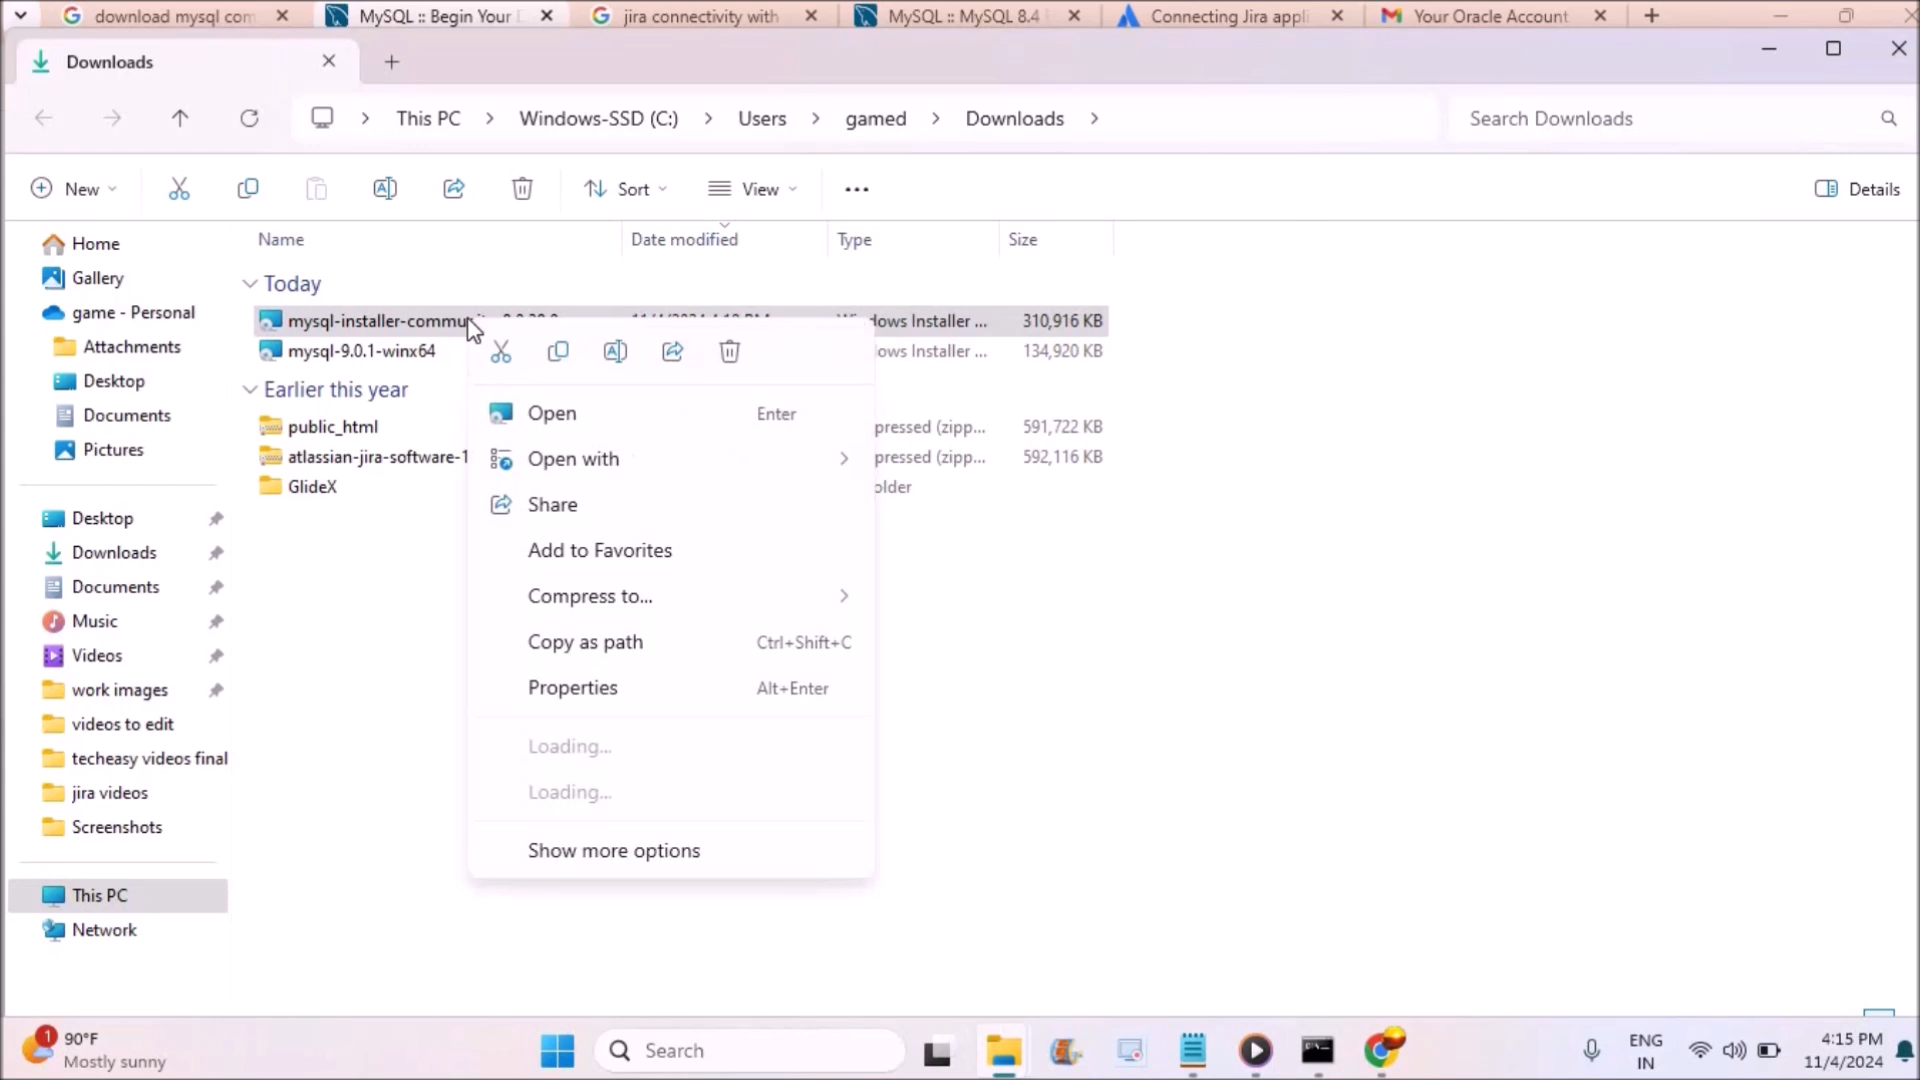 download mysql com
MySQL :: Begin Your D
jira connectivity with
MySQL :: MySQL 8.4
Connecting Jira appli
Your Oracle Account
Downloads
This PC
Windows-SSD (C:)
Users
gamed
Downloads
Search Downloads
New
Sort
View
Details
Name
Date modified
Type
Size
Home
Gallery
game - Personal
Attachments
Desktop
Documents
Pictures
Desktop
Downloads
Documents
Music
Videos
work images
videos to edit
techeasy videos final
jira videos
Screenshots
This PC
Network
Today
mysql-installer-commu
dows Installer ... 310,916 KB
mysql-9.0.1-winx64
ows Installer ... 134,920 KB
Earlier this year
public_html
pressed (zipp... 591,722 KB
atlassian-jira-software-1
pressed (zipp... 592,116 KB
GlideX
older
Open Enter
Open with
Share
Add to Favorites
Compress to...
Copy as path Ctrl+Shift+C
Properties Alt+Enter
Loading...
Loading...
Show more options
1
90°F
Mostly sunny
Search
ENG
IN
4:15 PM
11/4/2024